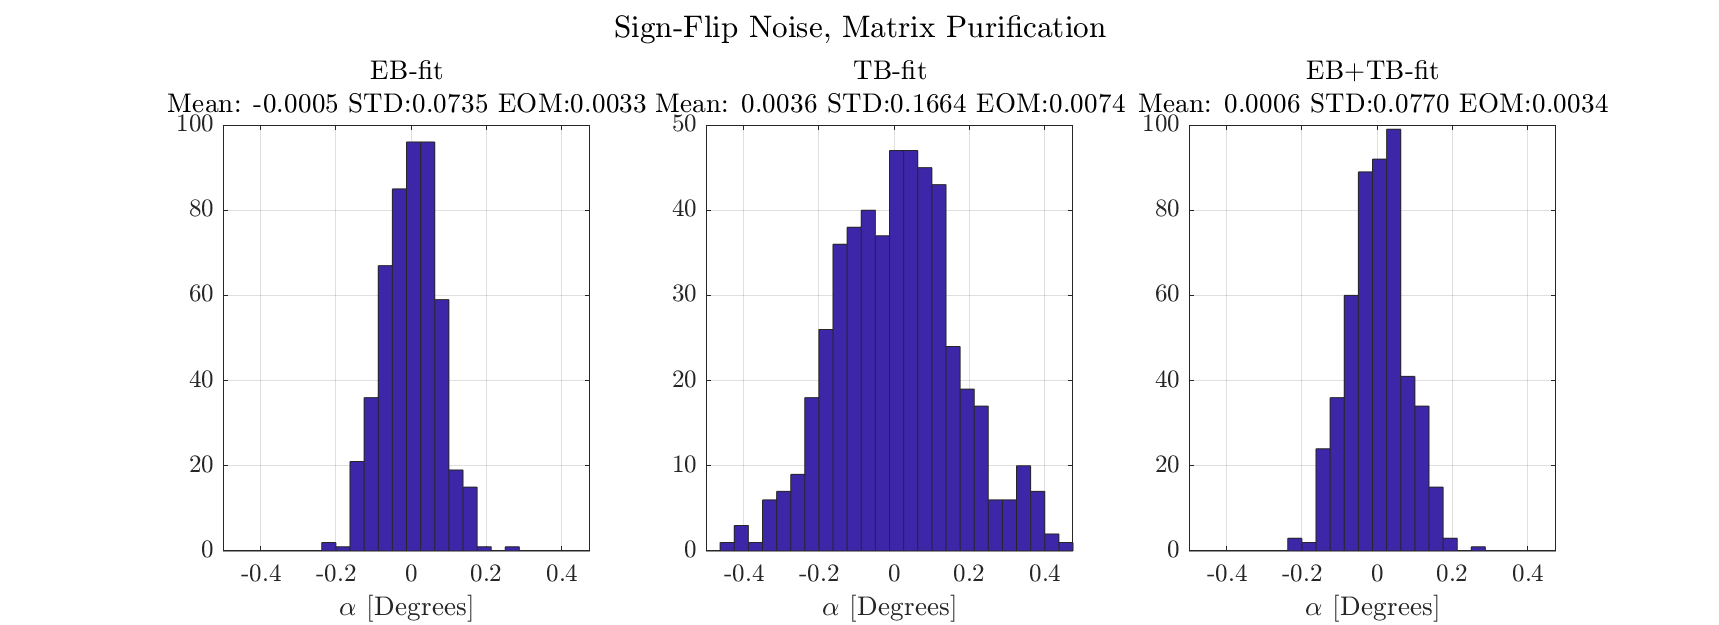 Sign-Flip Noise, Matrix Purification
EB-fit
Mean: -0.0005 STD:0.0735 EOM:0.0033
100
80
60
40
20
0
-0.4 -0.2 0 0.2 0.4
α [Degrees]
TB-fit
Mean: 0.0036 STD:0.1664 EOM:0.0074
50
40
30
20
10
0
-0.4 -0.2 0 0.2 0.4
α [Degrees]
EB+TB-fit
Mean: 0.0006 STD:0.0770 EOM:0.0034
100
80
60
40
20
0
-0.4 -0.2 0 0.2 0.4
α [Degrees]